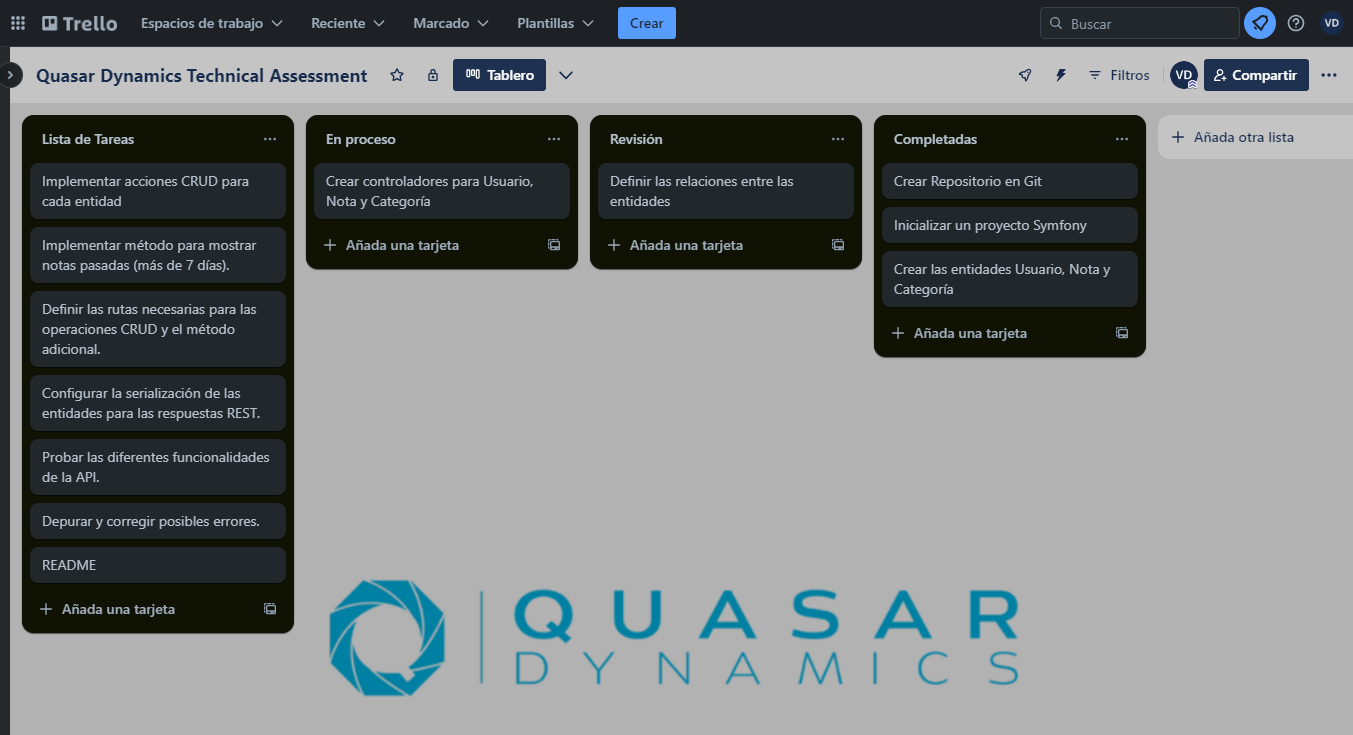 Trello Espacios de trabajo Reciente Marcado Plantillas Crear Buscar VD
Quasar Dynamics Technical Assessment Tablero Filtros VD Compartir
Lista de Tareas
Implementar acciones CRUD para
cada entidad
Implementar método para mostrar
notas pasadas (más de 7 días).
Definir las rutas necesarias para las
operaciones CRUD y el método
adicional.
Configurar la serialización de las
entidades para las respuestas REST.
Probar las diferentes funcionalidades
de la API.
Depurar y corregir posibles errores.
README
Añada una tarjeta
En proceso
Crear controladores para Usuario,
Nota y Categoría
Añada una tarjeta
Revisión
Definir las relaciones entre las
entidades
Añada una tarjeta
Completadas
Crear Repositorio en Git
Inicializar un proyecto Symfony
Crear las entidades Usuario, Nota y
Categoría
Añada una tarjeta
Añada otra lista
QUASAR
DYNAMICS